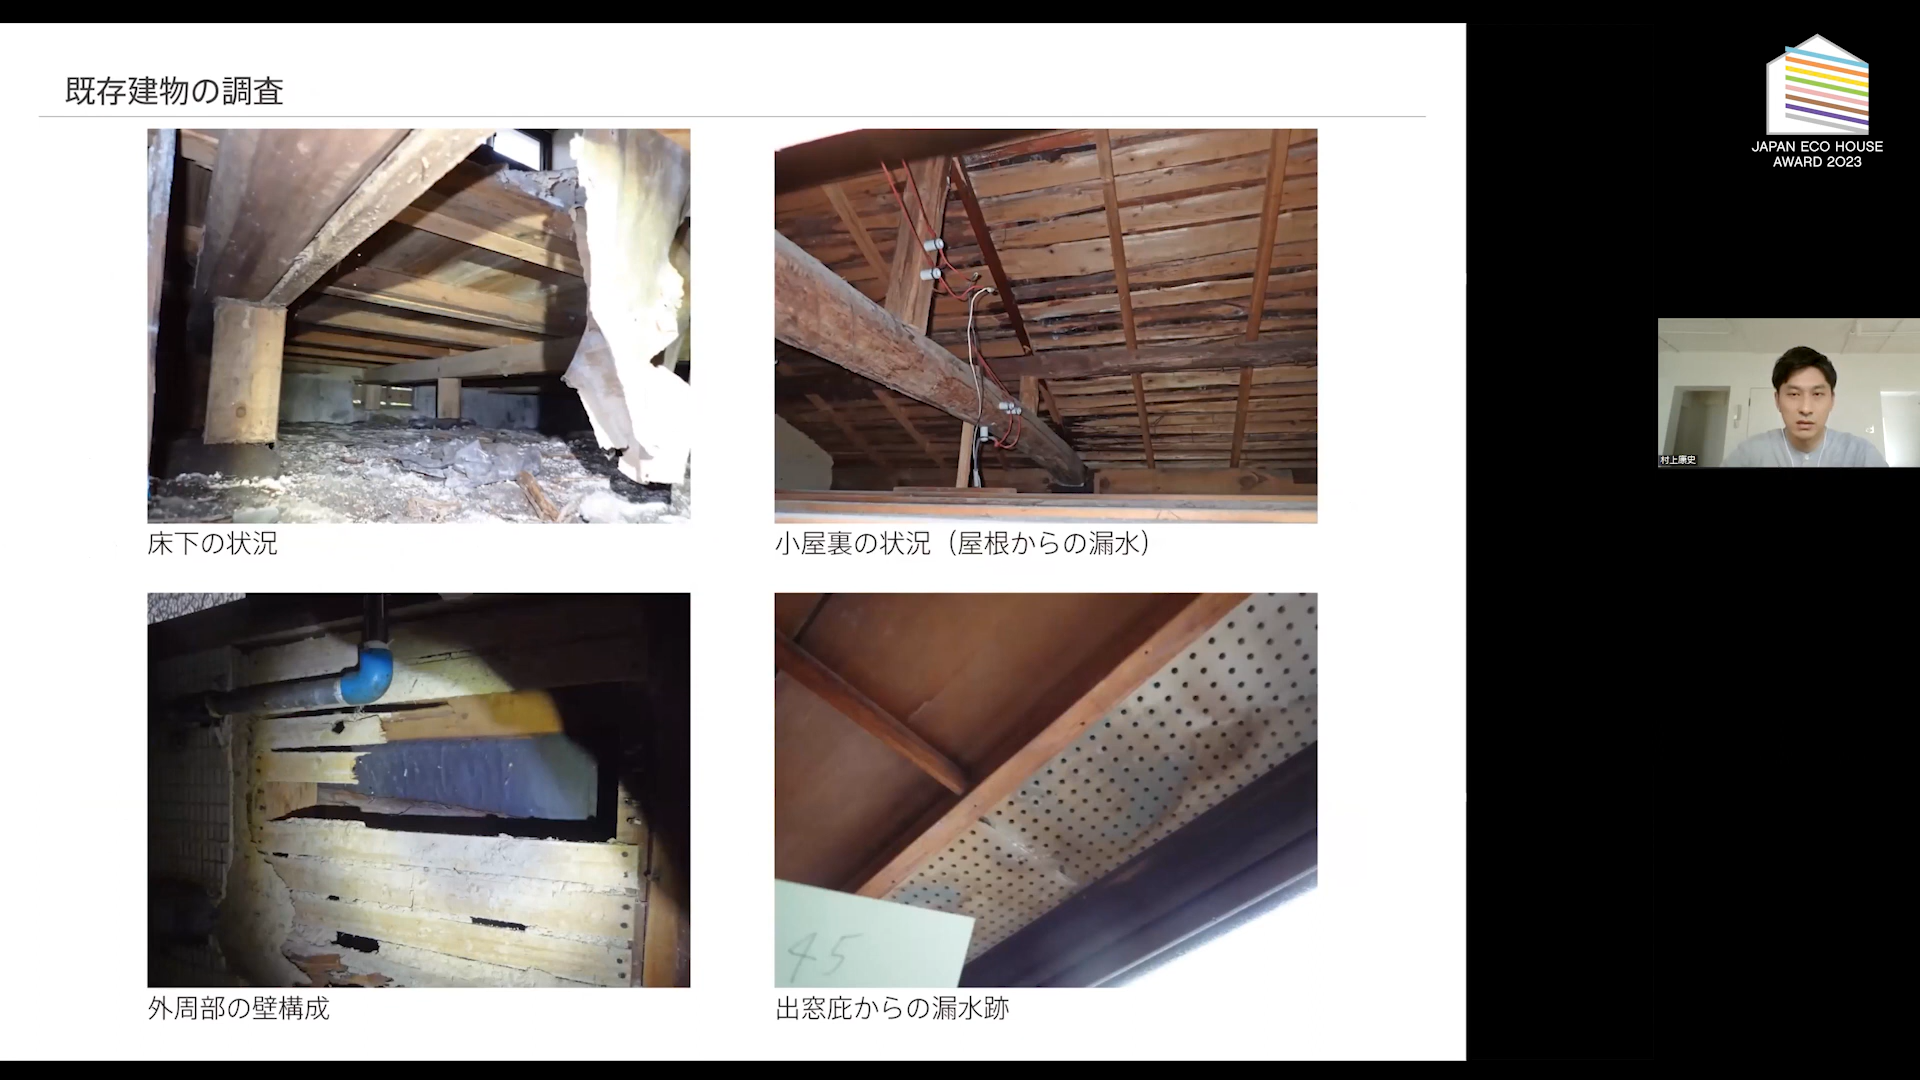 既存建物の調査
床下の状況
小屋裏の状況（屋根からの漏水）
外周部の壁構成
45
出窓庇からの漏水跡
JAPAN ECO HOUSE
AWARD 2023
村上康史